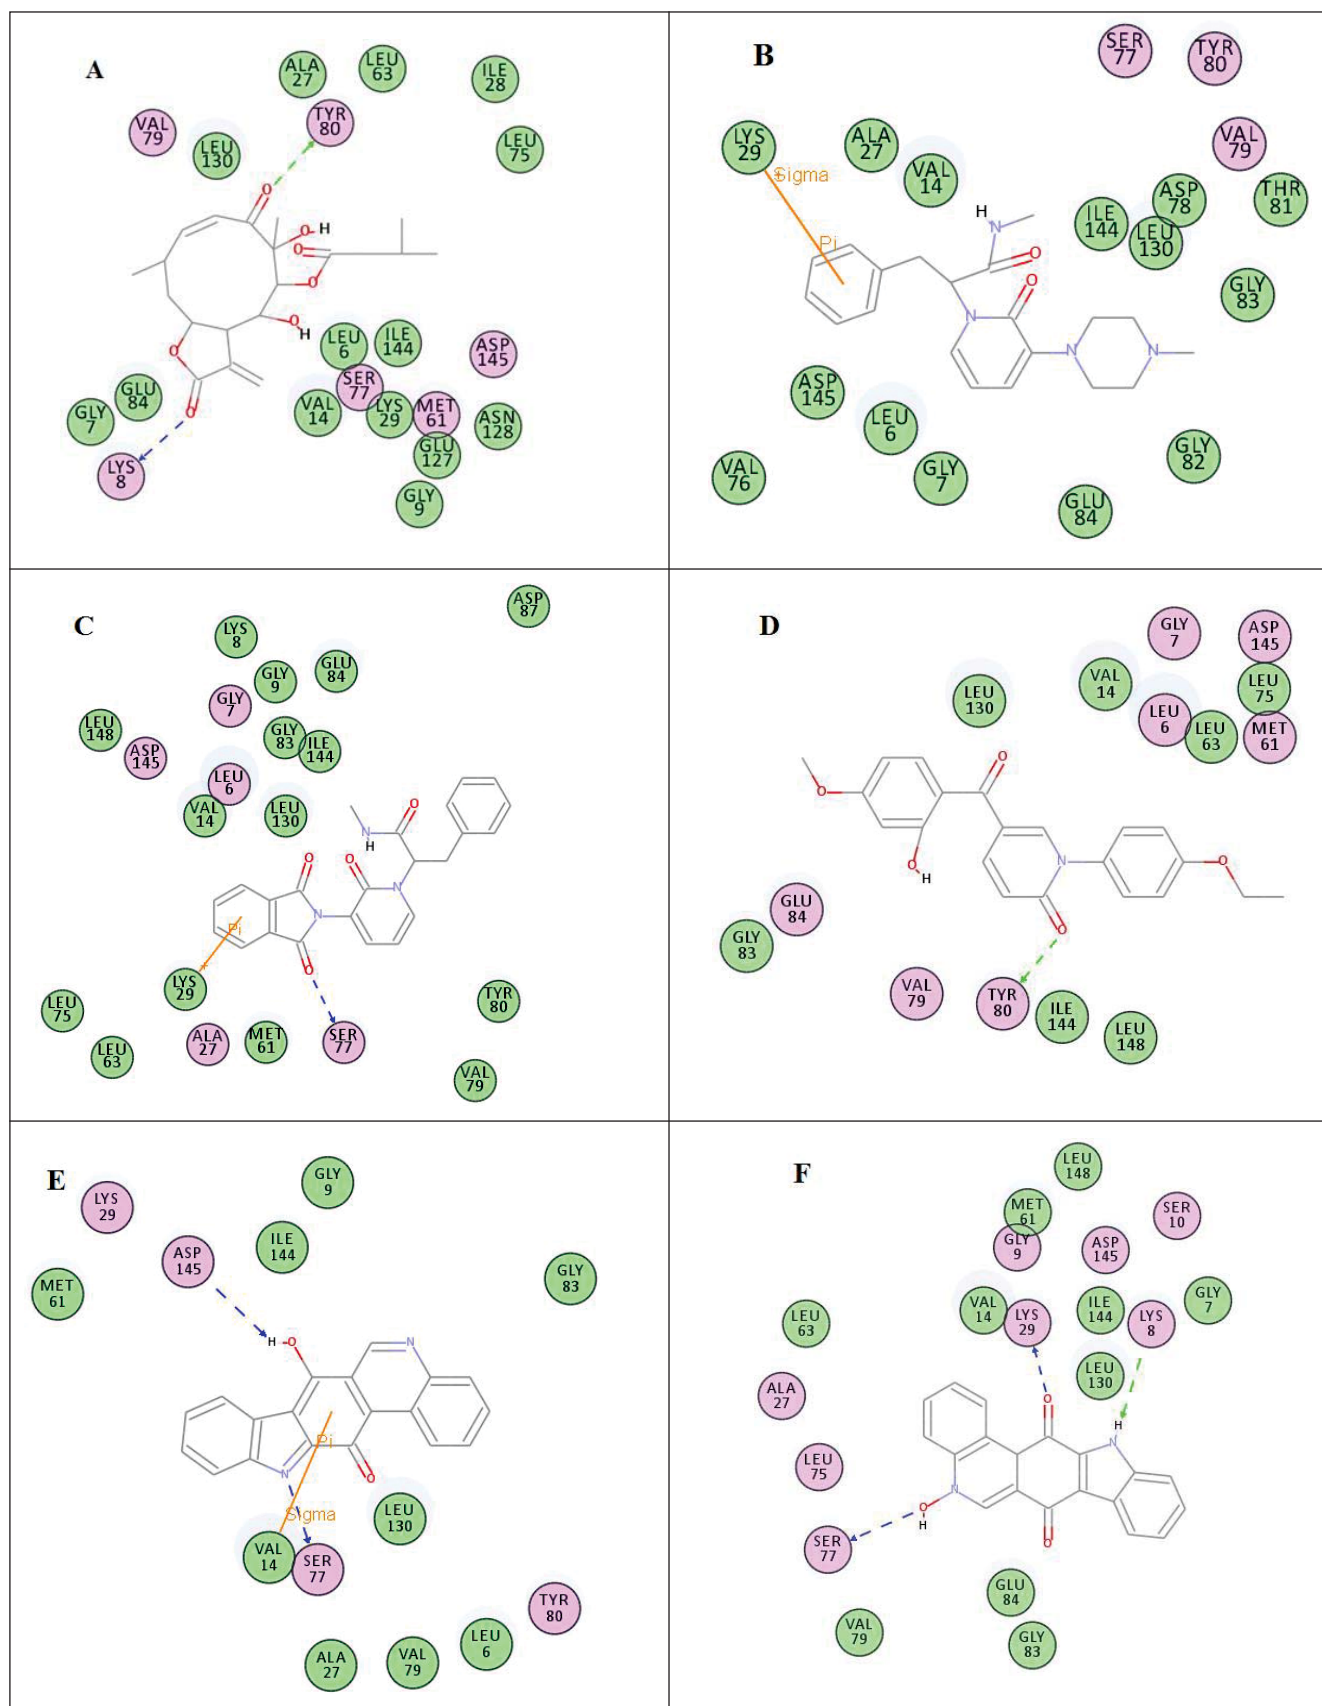 A
ALA 27
LEU 63
ILE 28
VAL 79
LEU 130
TYR 80
LEU 75
O
O H
O
O
O
O H
O
LEU 6
ILE 144
ASP 145
GLU 84
SER 77
GLY 7
VAL 14
LYS 29
MET 61
ASN 128
LYS 8
GLU 127
GLY 9
B
SER 77
TYR 80
LYS 29
ALA 27
VAL 14
VAL 79
Sigma
ASP 78
THR 81
ILE 144
LEU 130
H
N
Pi
O
O
GLY 83
N
N
N
ASP 145
LEU 6
VAL 76
GLY 7
GLY 82
GLU 84
C
ASP 87
LYS 8
GLY 9
GLU 84
GLY 7
LEU 148
GLY 83
ILE 144
ASP 145
LEU 6
VAL 14
LEU 130
O
N
H
O
O
N
N
Pi
O
+
LYS 29
TYR 80
LEU 75
ALA 27
MET 61
SER 77
LEU 63
VAL 79
D
GLY 7
ASP 145
VAL 14
LEU 75
LEU 130
LEU 6
LEU 63
MET 61
O
O
O
H
N
O
O
GLU 84
GLY 83
VAL 79
TYR 80
ILE 144
LEU 148
E
LYS 29
GLY 9
ASP 145
ILE 144
MET 61
GLY 83
H -O
N
Pi
N
O
Sigma
LEU 130
VAL 14
SER 77
TYR 80
LEU 6
ALA 27
VAL 79
F
LEU 148
MET 61
SER 10
GLY 9
ASP 145
VAL 14
LYS 29
ILE 144
LYS 8
GLY 7
LEU 63
LEU 130
ALA 27
O
H
N
LEU 75
N
O
H
O
SER 77
GLU 84
VAL 79
GLY 83